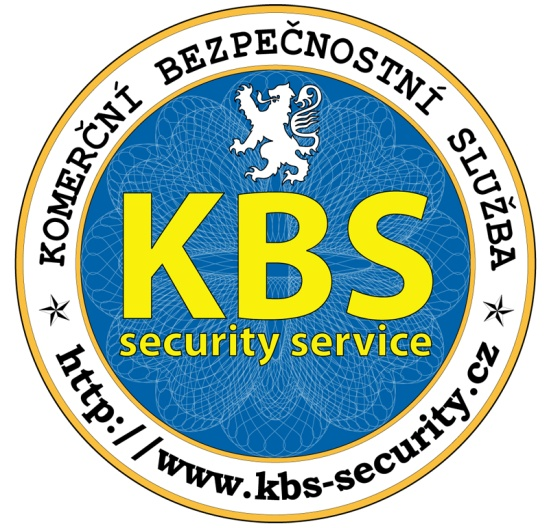 KOMERČNÍ BEZPEČNOSTNÍ SLUŽBA
KBS
security service
http://www.kbs-security.cz